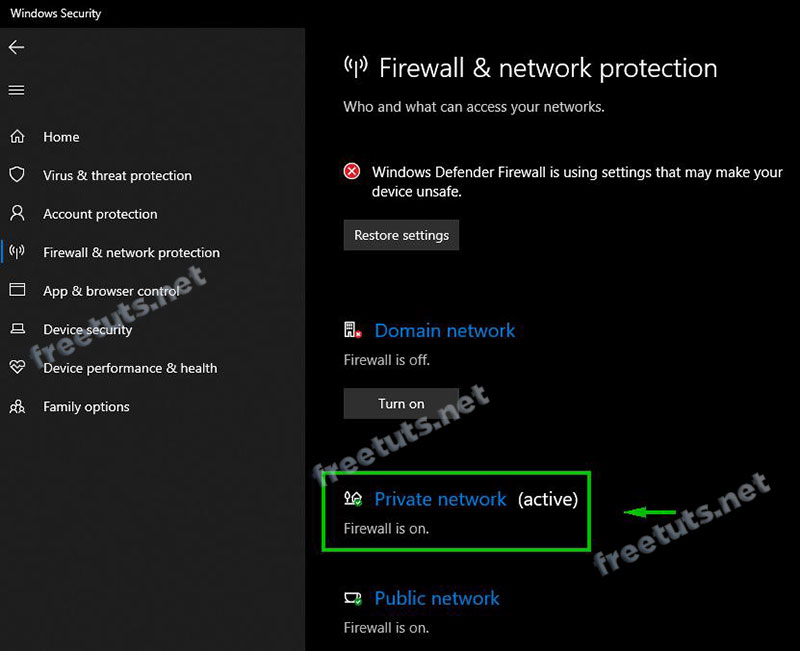 Windows Security
Home
Virus & threat protection
Account protection
Firewall & network protection
App & browser control
Device security
Device performance & health
Family options
Firewall & network protection
Who and what can access your networks.
Windows Defender Firewall is using settings that may make your
device unsafe.
Restore settings
Domain network
Firewall is off.
Turn on
Private network (active)
Firewall is on.
Public network
Firewall is on.
freetuts.net
freetuts.net
freetuts.net